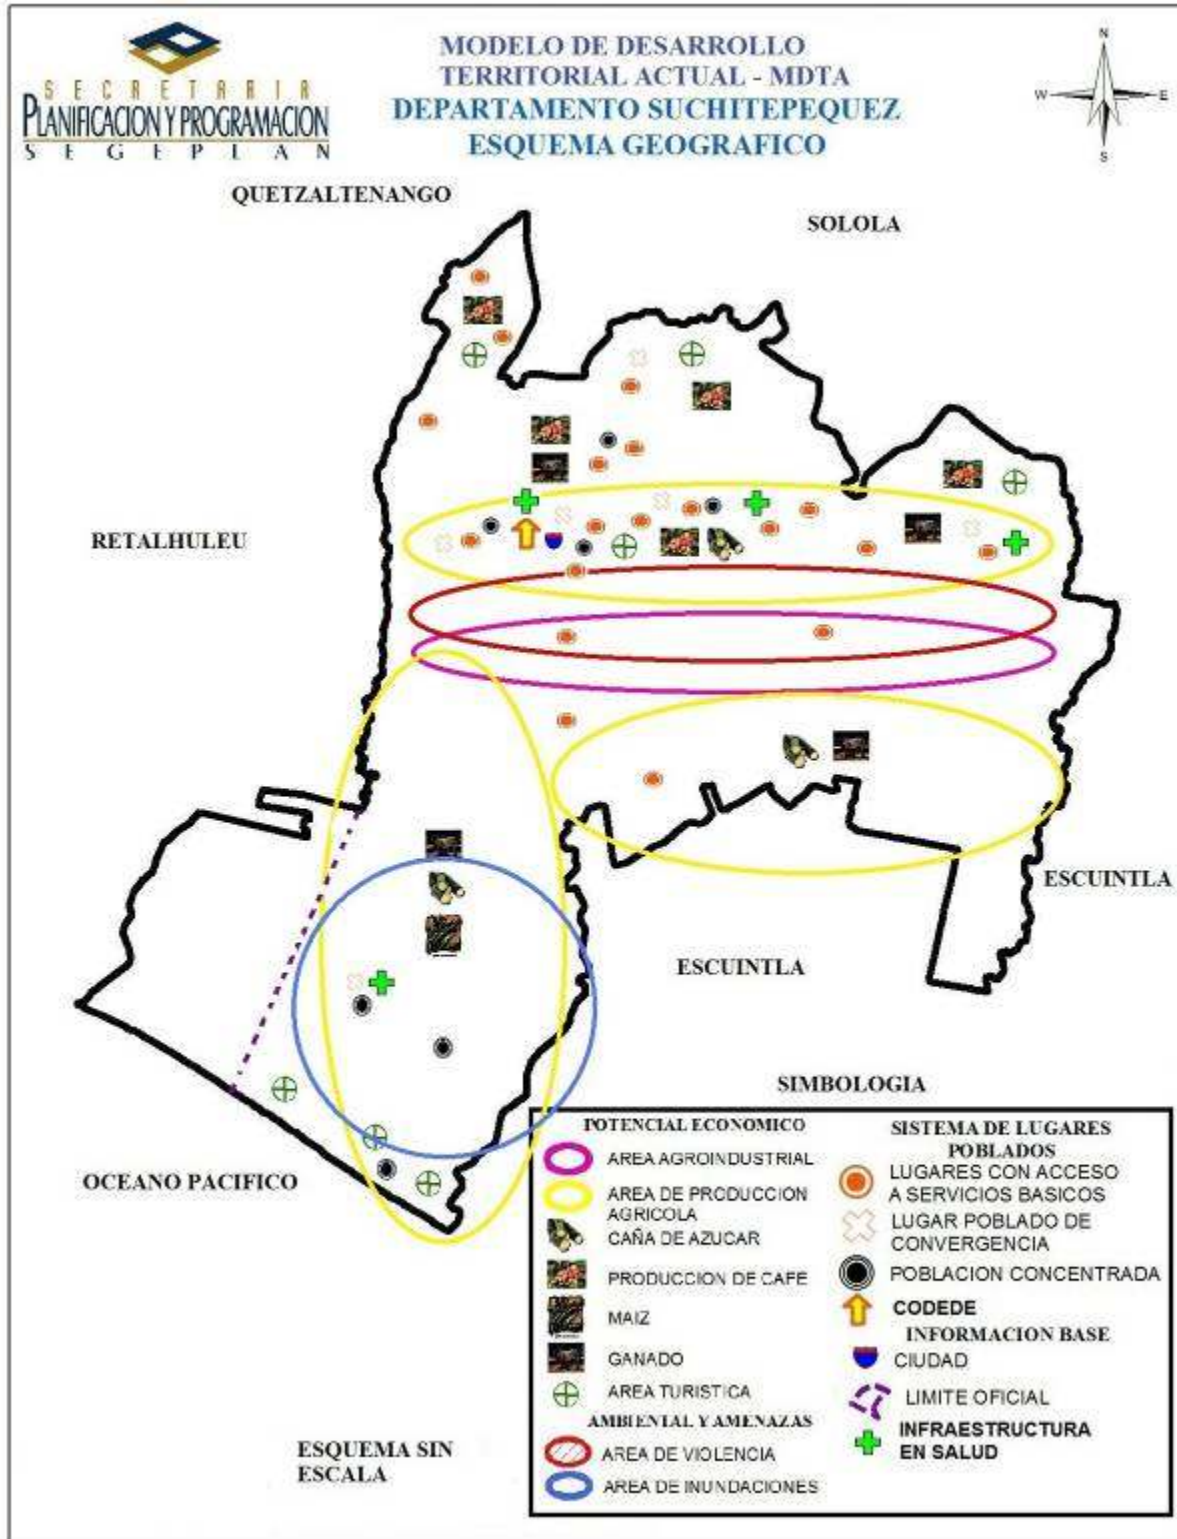 SECRETARIA
PLANIFICACION Y PROGRAMACION
SEGEPLAN
MODELO DE DESARROLLO
TERRITORIAL ACTUAL - MDTA
DEPARTAMENTO SUCHITEPEQUEZ
ESQUEMA GEOGRAFICO
N
W
E
S
QUETZALTENANGO
SOLOLA
RETALHULEU
ESCUINTLA
ESCUINTLA
OCEANO PACIFICO
SIMBOLOGIA
POTENCIAL ECONOMICO
AREA AGROINDUSTRIAL
AREA DE PRODUCCION
AGRICOLA
CAÑA DE AZUCAR
PRODUCCION DE CAFE
MAIZ
GANADO
AREA TURISTICA
AMBIENTAL Y AMENAZAS
AREA DE VIOLENCIA
AREA DE INUNDACIONES
SISTEMA DE LUGARES
POBLADOS
LUGARES CON ACCESO
A SERVICIOS BASICOS
LUGAR POBLADO DE
CONVERGENCIA
POBLACION CONCENTRADA
CODEDE
INFORMACION BASE
CIUDAD
LIMITE OFICIAL
INFRAESTRUCTURA
EN SALUD
ESQUEMA SIN
ESCALA